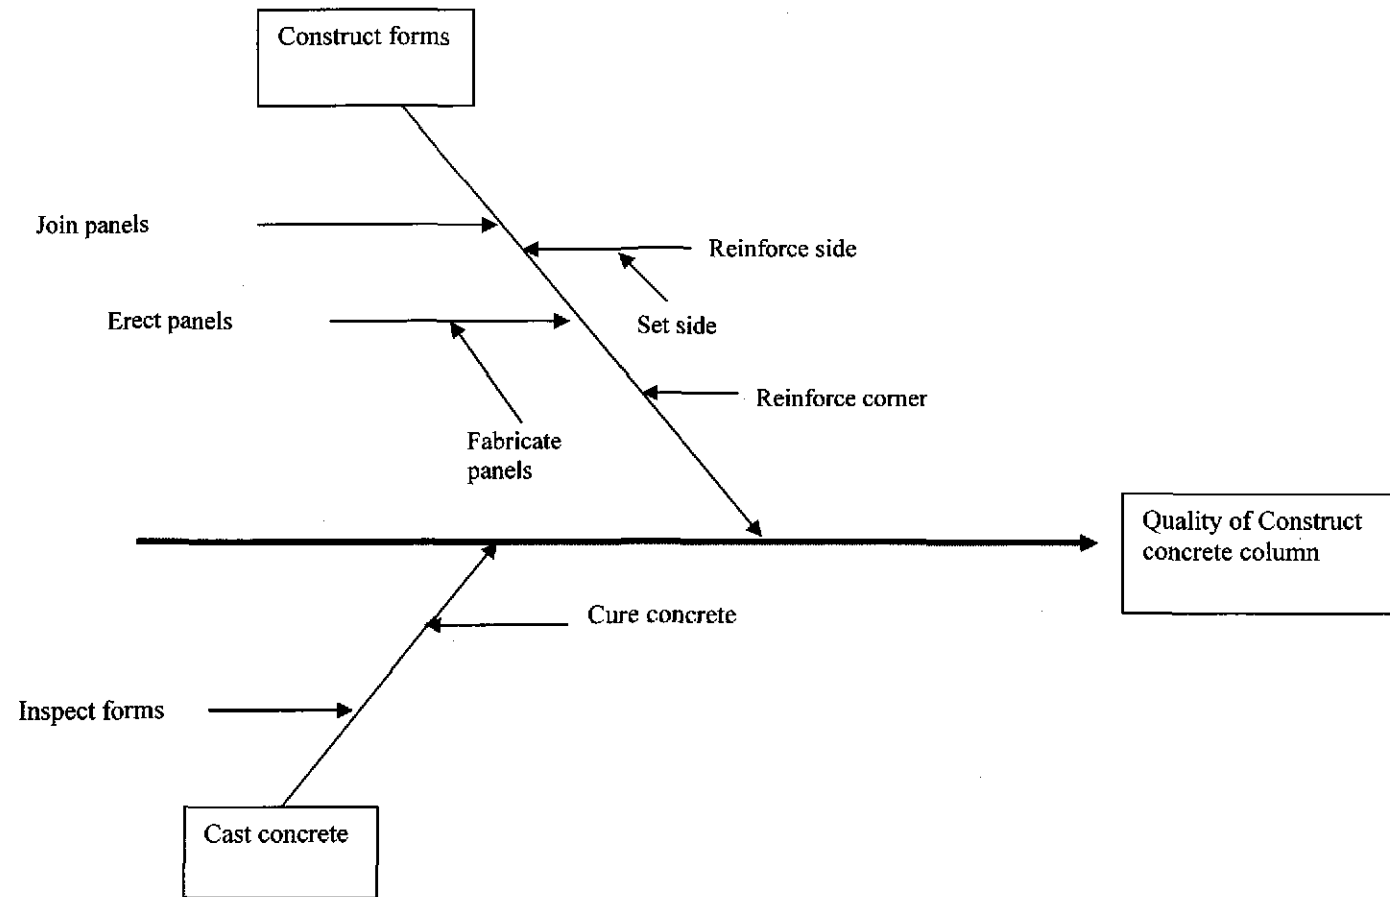 Construct forms
Join panels
Reinforce side
Erect panels
Set side
Reinforce corner
Fabricate
panels
Quality of Construct
concrete column
Cure concrete
Inspect forms
Cast concrete